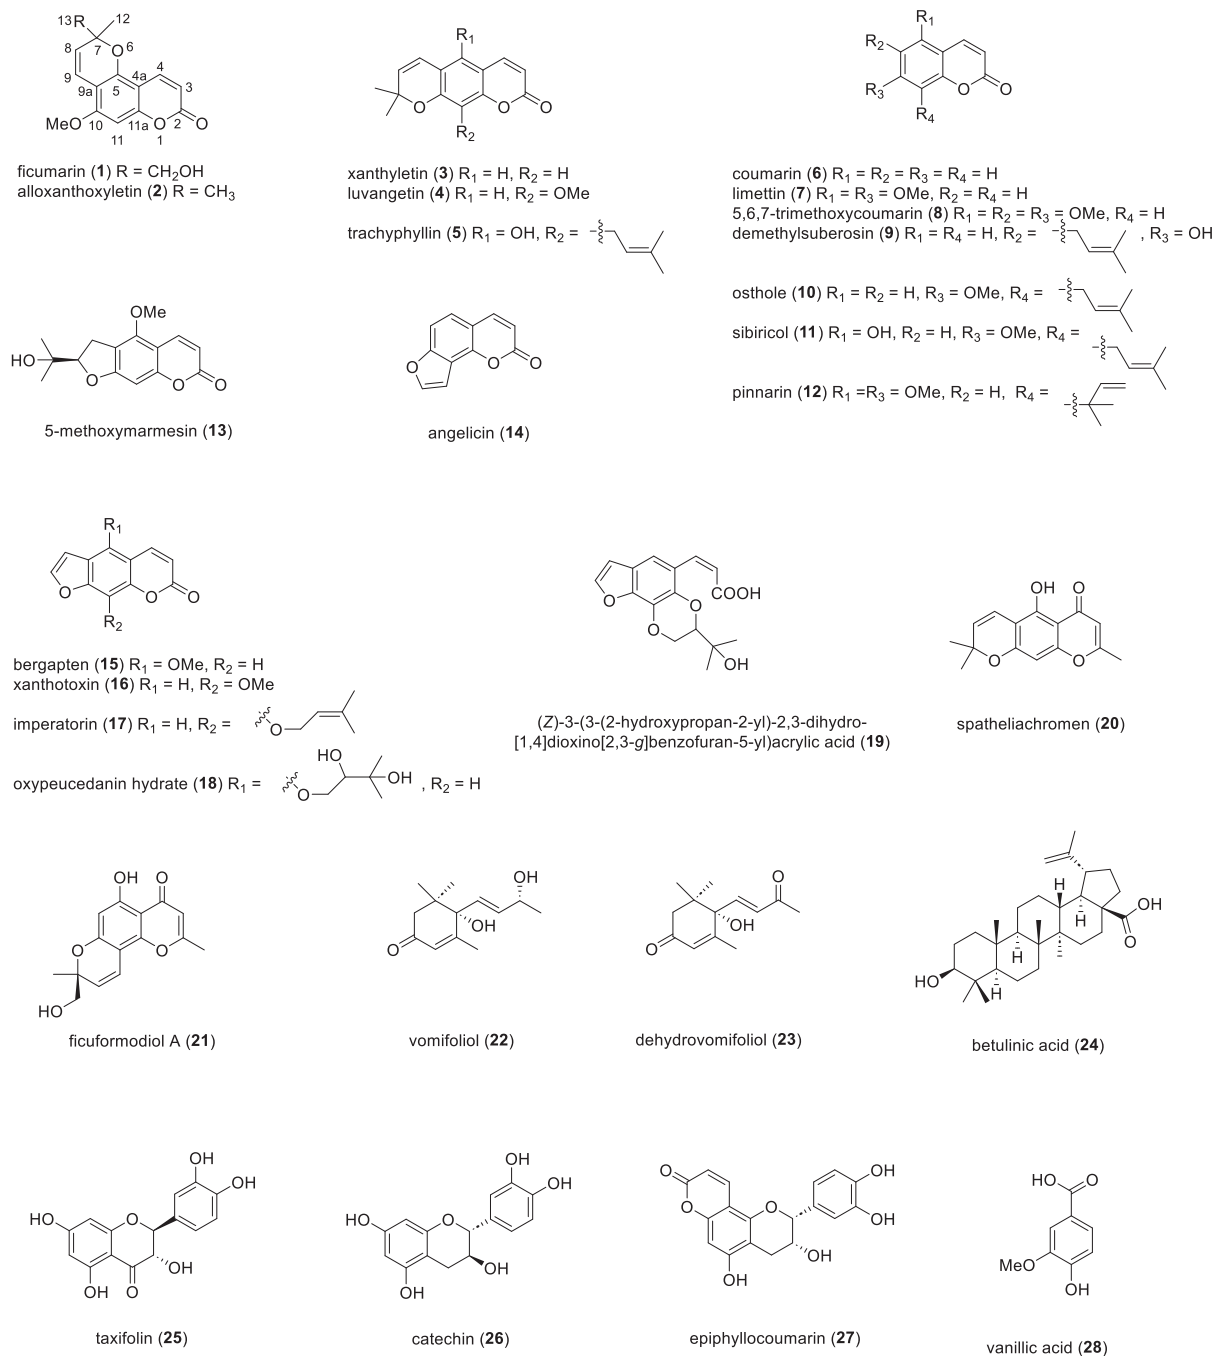 13
R
12
8
7
6
O
9
4a
4
3
9a
5
MeO
10
11a
O
2
O
11
1
ficumarin (1) R = CH₂OH
alloxanthoxyletin (2) R = CH₃
R₁
O
O
O
R₂
xanthyletin (3) R₁ = H, R₂ = H
luvangetin (4) R₁ = H, R₂ = OMe
trachyphyllin (5) R₁ = OH, R₂ =
R₁
R₂
R₃
O
O
R₄
coumarin (6) R₁ = R₂ = R₃ = R₄ = H
limettin (7) R₁ = R₃ = OMe, R₂ = R₄ = H
5,6,7-trimethoxycoumarin (8) R₁ = R₂ = R₃ = OMe, R₄ = H
demethylsuberosin (9) R₁ = R₄ = H, R₂ = , R₃ = OH
osthole (10) R₁ = R₂ = H, R₃ = OMe, R₄ =
sibiricol (11) R₁ = OH, R₂ = H, R₃ = OMe, R₄ =
pinnarin (12) R₁ =R₃ = OMe, R₂ = H, R₄ =
OMe
HO
O
O
O
5-methoxymarmesin (13)
O
O
O
angelicin (14)
R₁
O
O
O
R₂
bergapten (15) R₁ = OMe, R₂ = H
xanthotoxin (16) R₁ = H, R₂ = OMe
imperatorin (17) R₁ = H, R₂ =
O
HO
OH
oxypeucedanin hydrate (18) R₁ = , R₂ = H
O
COOH
O
O
O
OH
(Z)-3-(3-(2-hydroxypropan-2-yl)-2,3-dihydro-
[1,4]dioxino[2,3-g]benzofuran-5-yl)acrylic acid (19)
OH
O
O
O
spatheliachromen (20)
OH
O
O
O
HO
ficuformodiol A (21)
OH
OH
O
vomifoliol (22)
O
OH
O
dehydrovomifoliol (23)
H
H
OH
O
H
HO
H
betulinic acid (24)
OH
OH
HO
O
OH
OH
O
taxifolin (25)
OH
OH
HO
O
OH
OH
catechin (26)
O
O
O
OH
OH
OH
OH
epiphyllocoumarin (27)
HO
O
MeO
OH
vanillic acid (28)